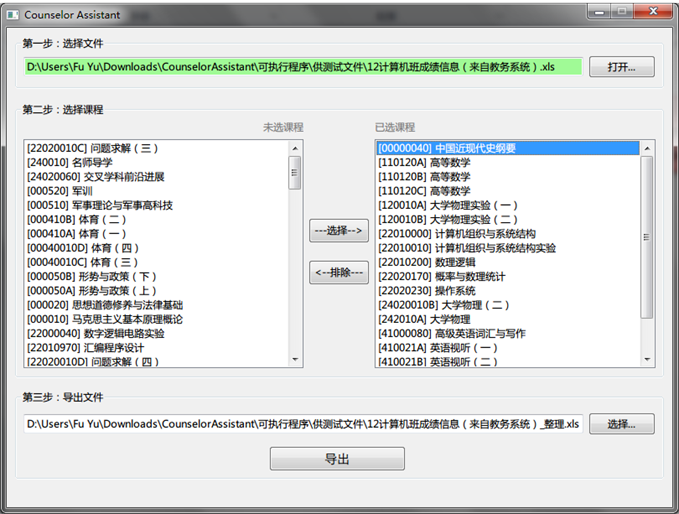 Counselor Assistant
第一步：选择文件
D:\Users\Fu Yu\Downloads\CounselorAssistant\可执行程序\供测试文件\12计算机班成绩信息（来自教务系统）.xls
打开...
第二步：选择课程
未选课程
已选课程
[22020010C] 问题求解（三）
[240010] 名师导学
[24020060] 交叉学科前沿进展
[000520] 军训
[000510] 军事理论与军事高科技
[000410B] 体育（二）
[000410A] 体育（一）
[00040010D] 体育（四）
[00040010C] 体育（三）
[000050B] 形势与政策（下）
[000050A] 形势与政策（上）
[000020] 思想道德修养与法律基础
[000010] 马克思主义基本原理概论
[22000040] 数字逻辑电路实验
[22010970] 汇编程序设计
[22020010D] 问题求解（四）
---选择-->
<--排除---
[00000040] 中国近现代史纲要
[110120A] 高等数学
[110120B] 高等数学
[110120C] 高等数学
[120010A] 大学物理实验（一）
[120010B] 大学物理实验（二）
[22010000] 计算机组织与系统结构
[22010010] 计算机组织与系统结构实验
[22010200] 数理逻辑
[22020170] 概率与数理统计
[22020230] 操作系统
[24020010B] 大学物理（二）
[242010A] 大学物理
[41000080] 高级英语词汇与写作
[410021A] 英语视听（一）
[410021B] 英语视听（二）
第三步：导出文件
D:\Users\Fu Yu\Downloads\CounselorAssistant\可执行程序\供测试文件\12计算机班成绩信息（来自教务系统）_整理.xls
选择...
导出